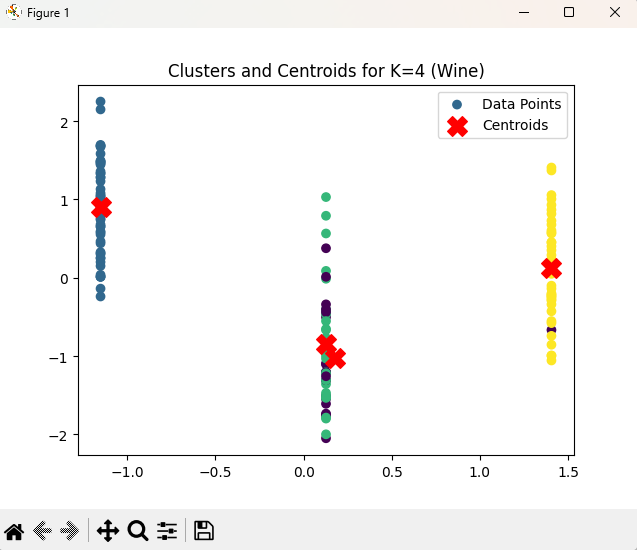 Figure 1
Clusters and Centroids for K=4 (Wine)
Data Points
Centroids
2
1
0
−1
−2
−1.0 −0.5 0.0 0.5 1.0 1.5